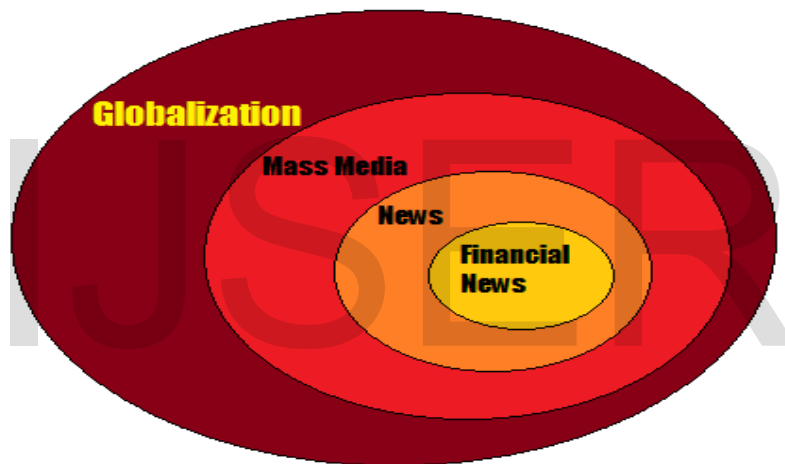 Globalization
Mass Media
News
Financial
News
IJSER